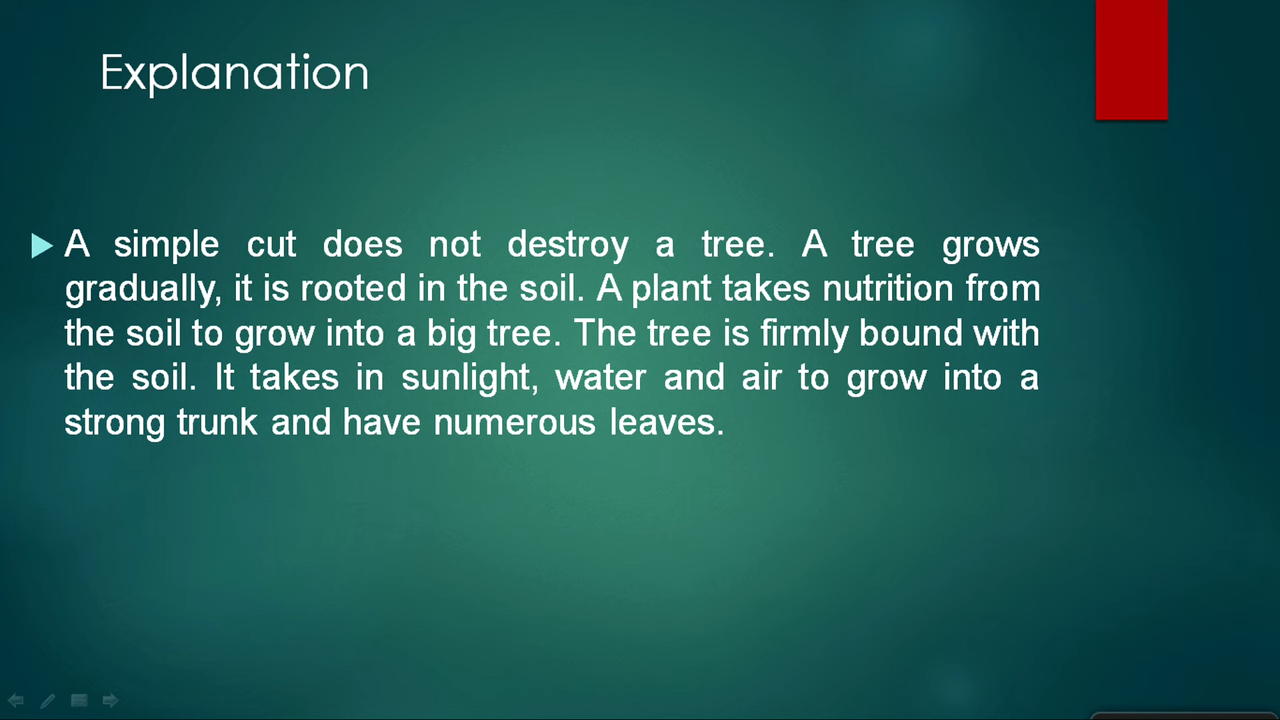 Explanation
A simple cut does not destroy a tree. A tree grows
gradually, it is rooted in the soil. A plant takes nutrition from
the soil to grow into a big tree. The tree is firmly bound with
the soil. It takes in sunlight, water and air to grow into a
strong trunk and have numerous leaves.